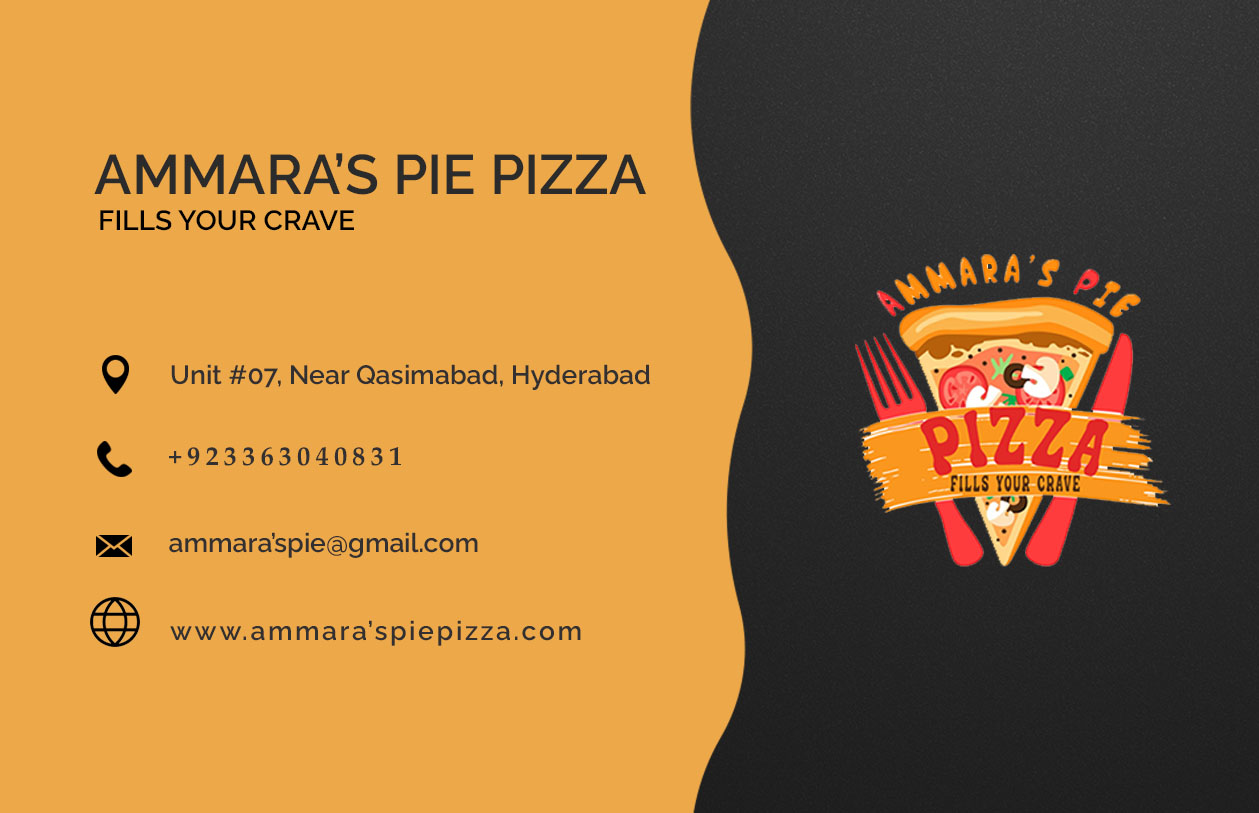 AMMARA’S PIE PIZZA
FILLS YOUR CRAVE
Unit #07, Near Qasimabad, Hyderabad
+923363040831
ammara’spie@gmail.com
www.ammara’spiepizza.com
AMMARA’S PIE
PIZZA
FILLS YOUR CRAVE